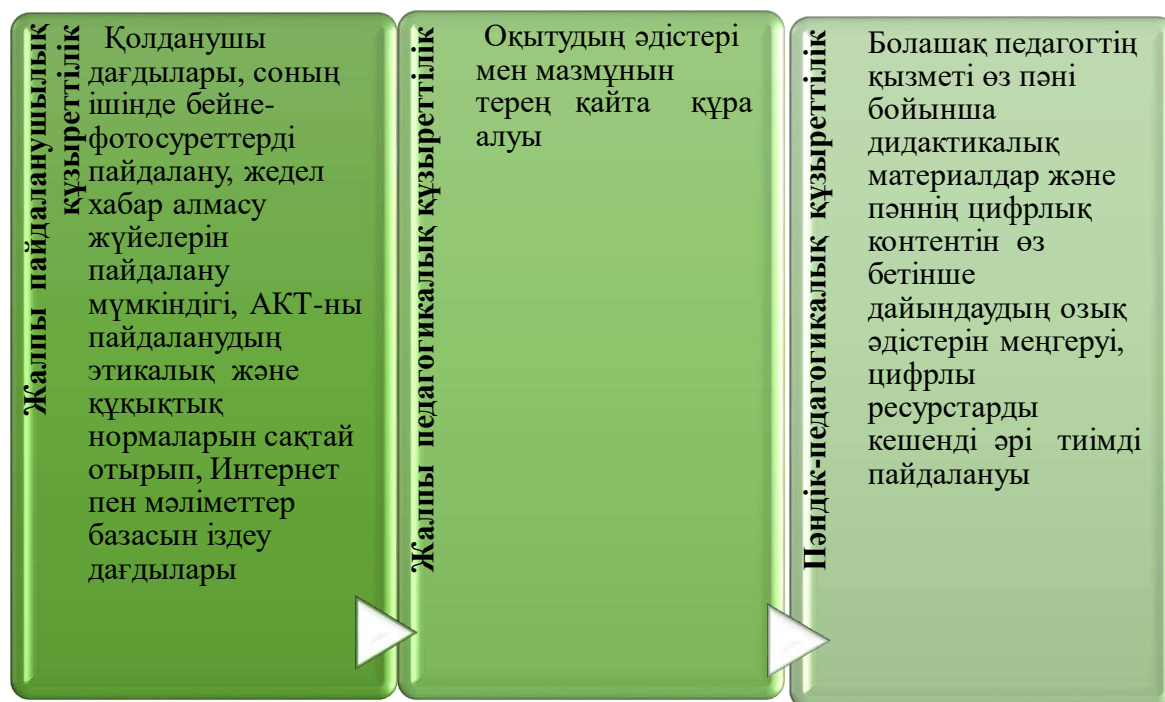 Жалпы пайдаланушылық
құзыреттілік
Қолданушы
дағдылары, соның
ішінде бейне-
фотосуреттерді
пайдалану, жедел
хабар алмасу
жүйелерін
пайдалану
мүмкіндігі, АКТ-ны
пайдаланудың
этикалық және
құқықтық
нормаларын сақтай
отырып, Интернет
пен мәліметтер
базасын іздеу
дағдылары
Жалпы педагогикалық құзыреттілік
Оқытудың әдістері
мен мазмұнын
терең қайта құра
алуы
Пәндік-педагогикалық құзыреттілік
Болашақ педагогтің
қызметі өз пәні
бойынша
дидактикалық
материалдар және
пәннің цифрлық
контентін өз
бетінше
дайындаудың озық
әдістерін меңгеруі,
цифрлы
ресурстарды
кешенді әрі тиімді
пайдалануы